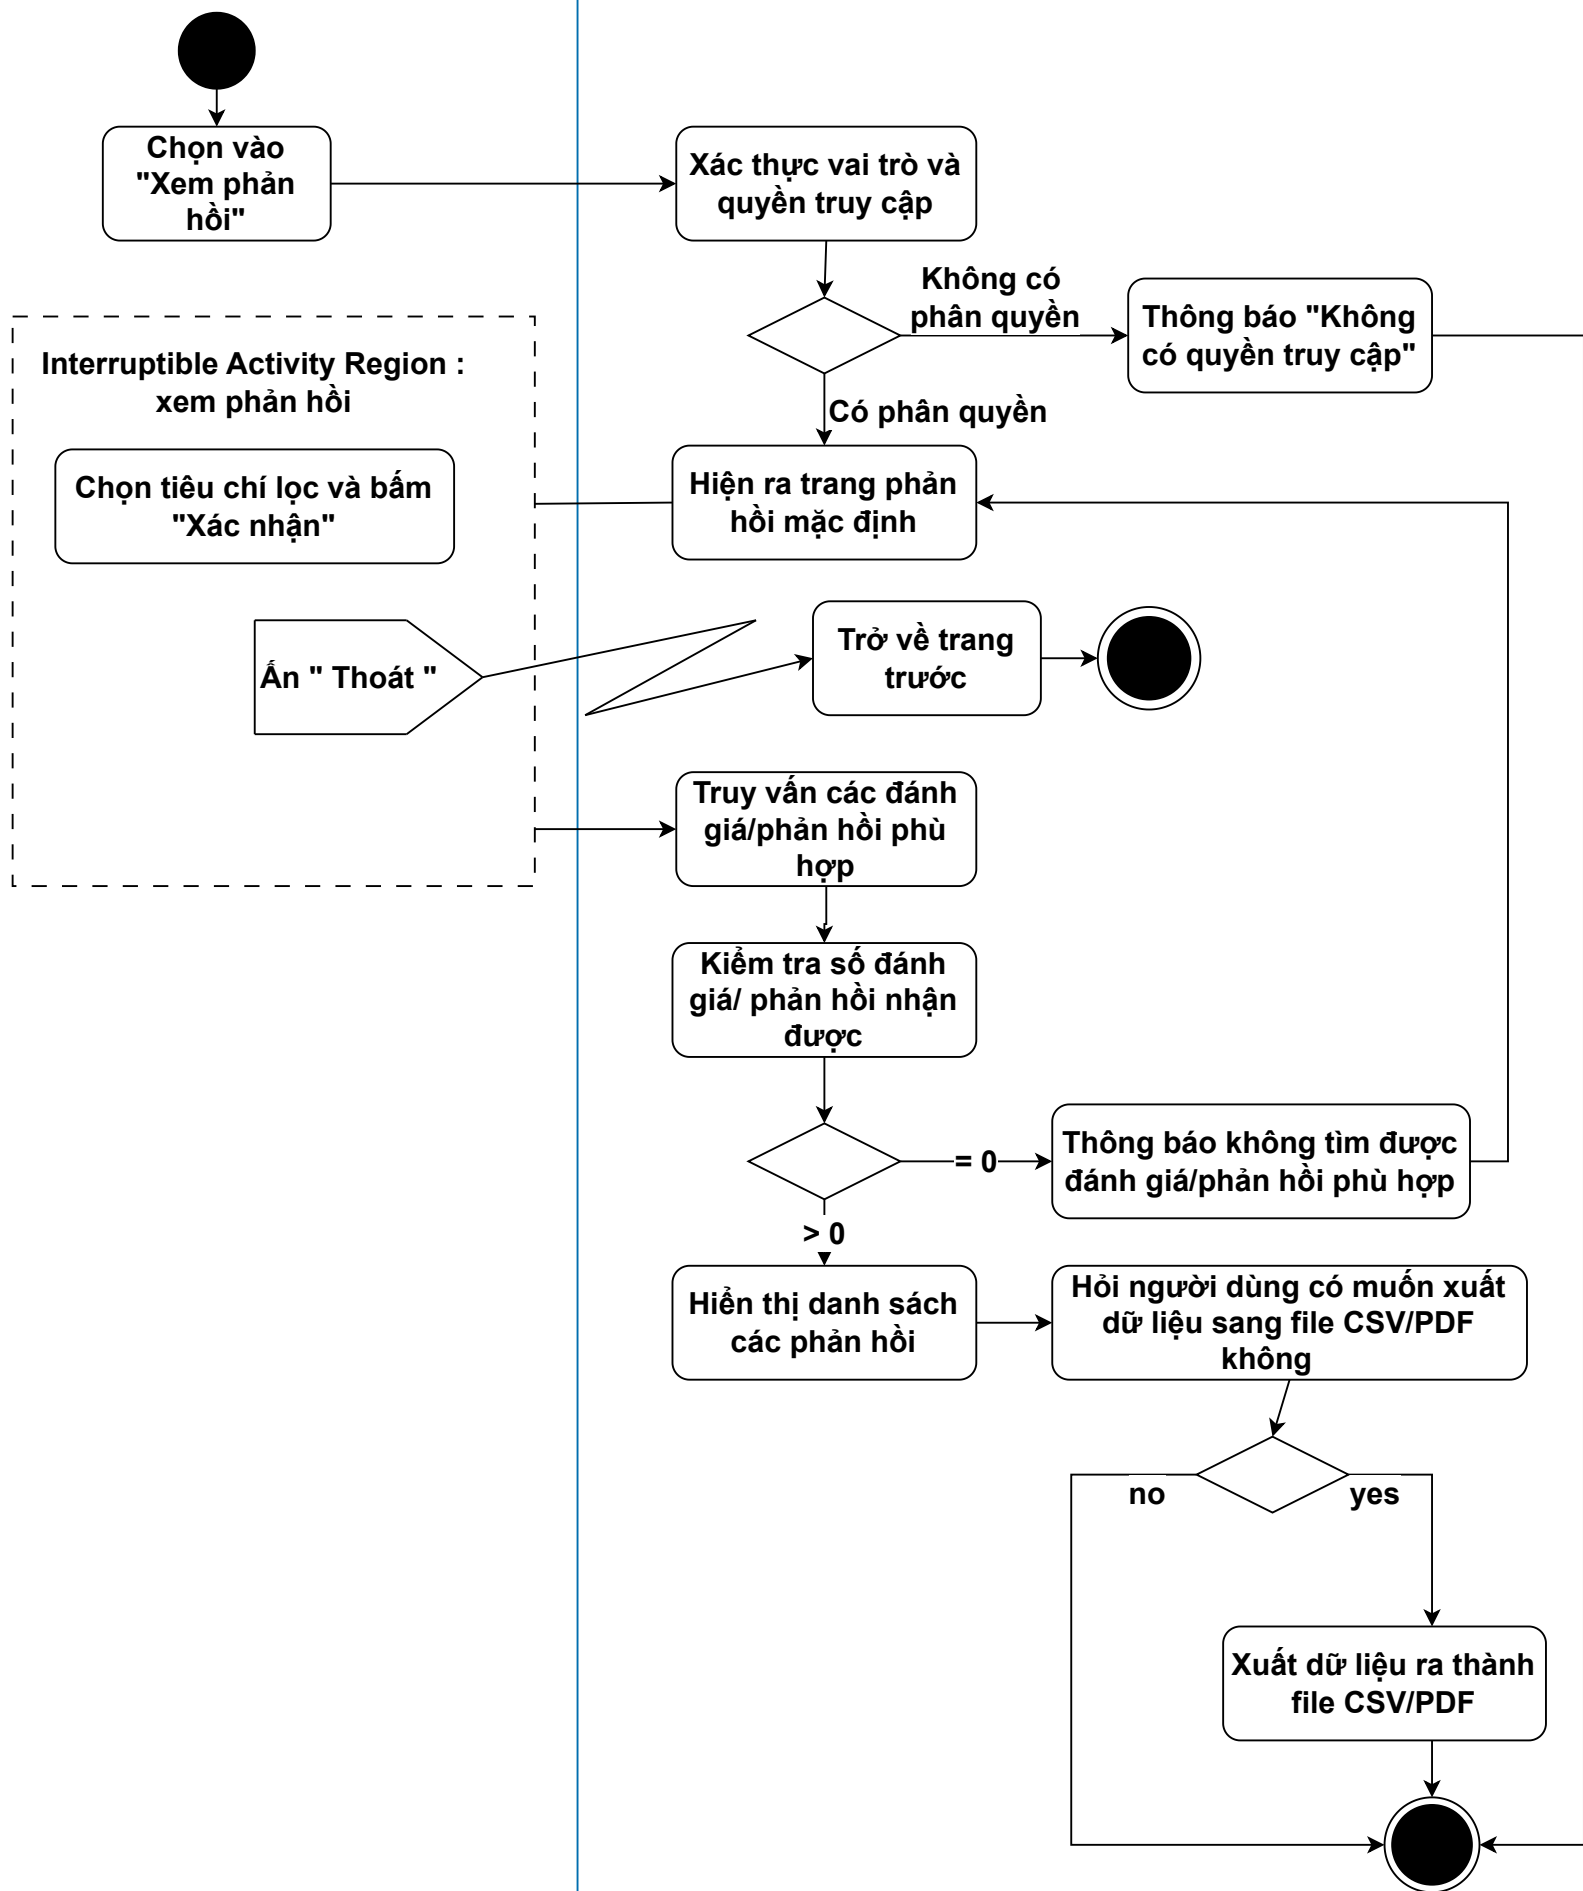 Chọn vào
"Xem phản
hồi"
Xác thực vai trò và
quyền truy cập
Không có
phân quyền
Thông báo "Không
có quyền truy cập"
Có phân quyền
Interruptible Activity Region :
xem phản hồi
Chọn tiêu chí lọc và bấm
"Xác nhận"
Hiện ra trang phản
hồi mặc định
Ấn " Thoát "
Trở về trang
trước
Truy vấn các đánh
giá/phản hồi phù
hợp
Kiểm tra số đánh
giá/ phản hồi nhận
được
= 0
Thông báo không tìm được
đánh giá/phản hồi phù hợp
> 0
Hiển thị danh sách
các phản hồi
Hỏi người dùng có muốn xuất
dữ liệu sang file CSV/PDF
không
no
yes
Xuất dữ liệu ra thành
file CSV/PDF